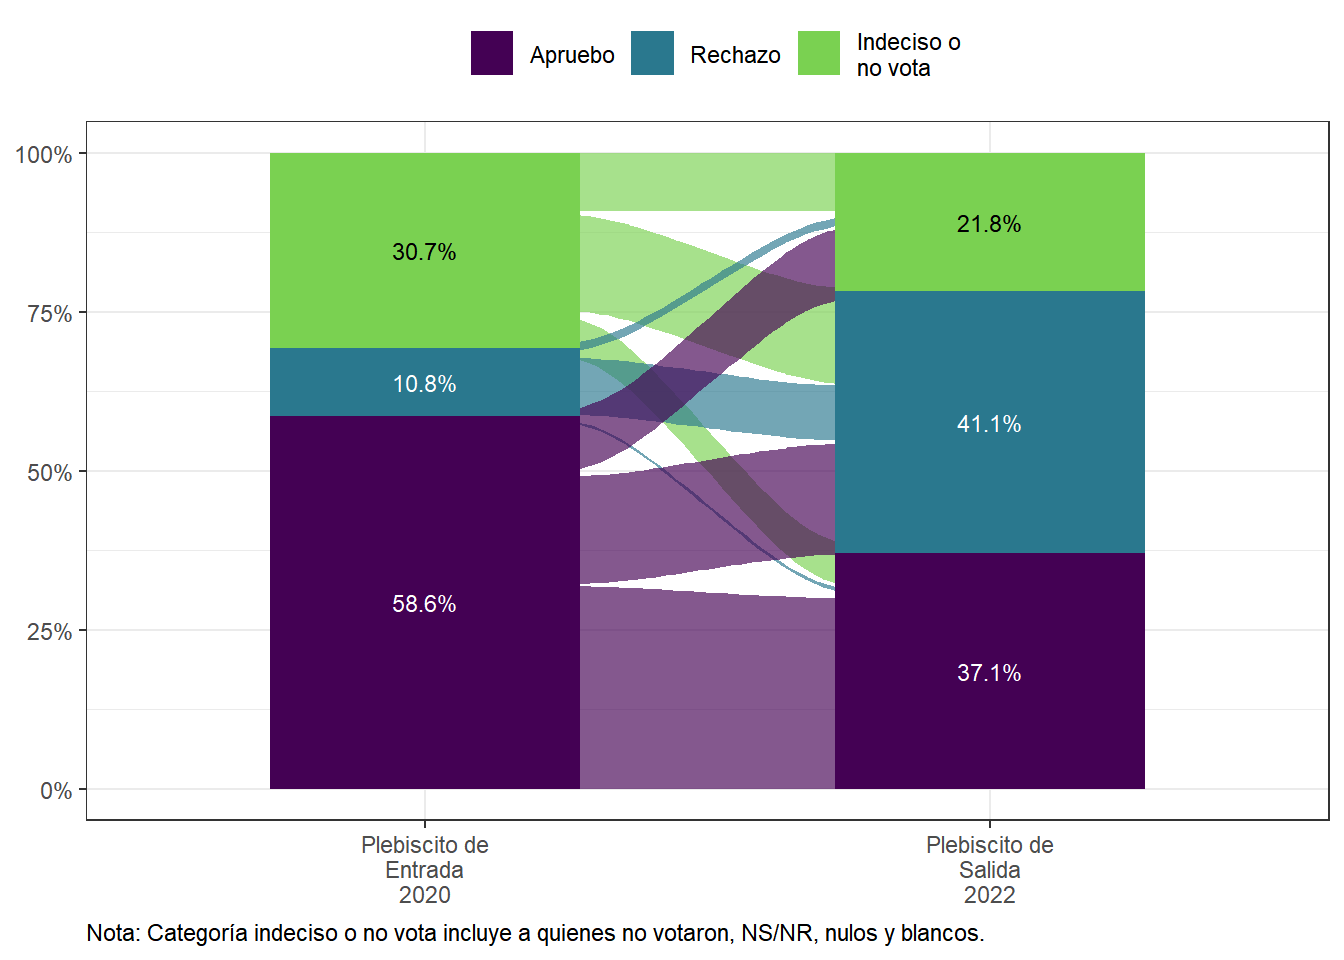 Apruebo
Rechazo
Indeciso o
no vota
100%
75%
50%
25%
0%
30.7%
10.8%
58.6%
21.8%
41.1%
37.1%
Plebiscito de
Entrada
2020
Plebiscito de
Salida
2022
Nota: Categoría indeciso o no vota incluye a quienes no votaron, NS/NR, nulos y blancos.